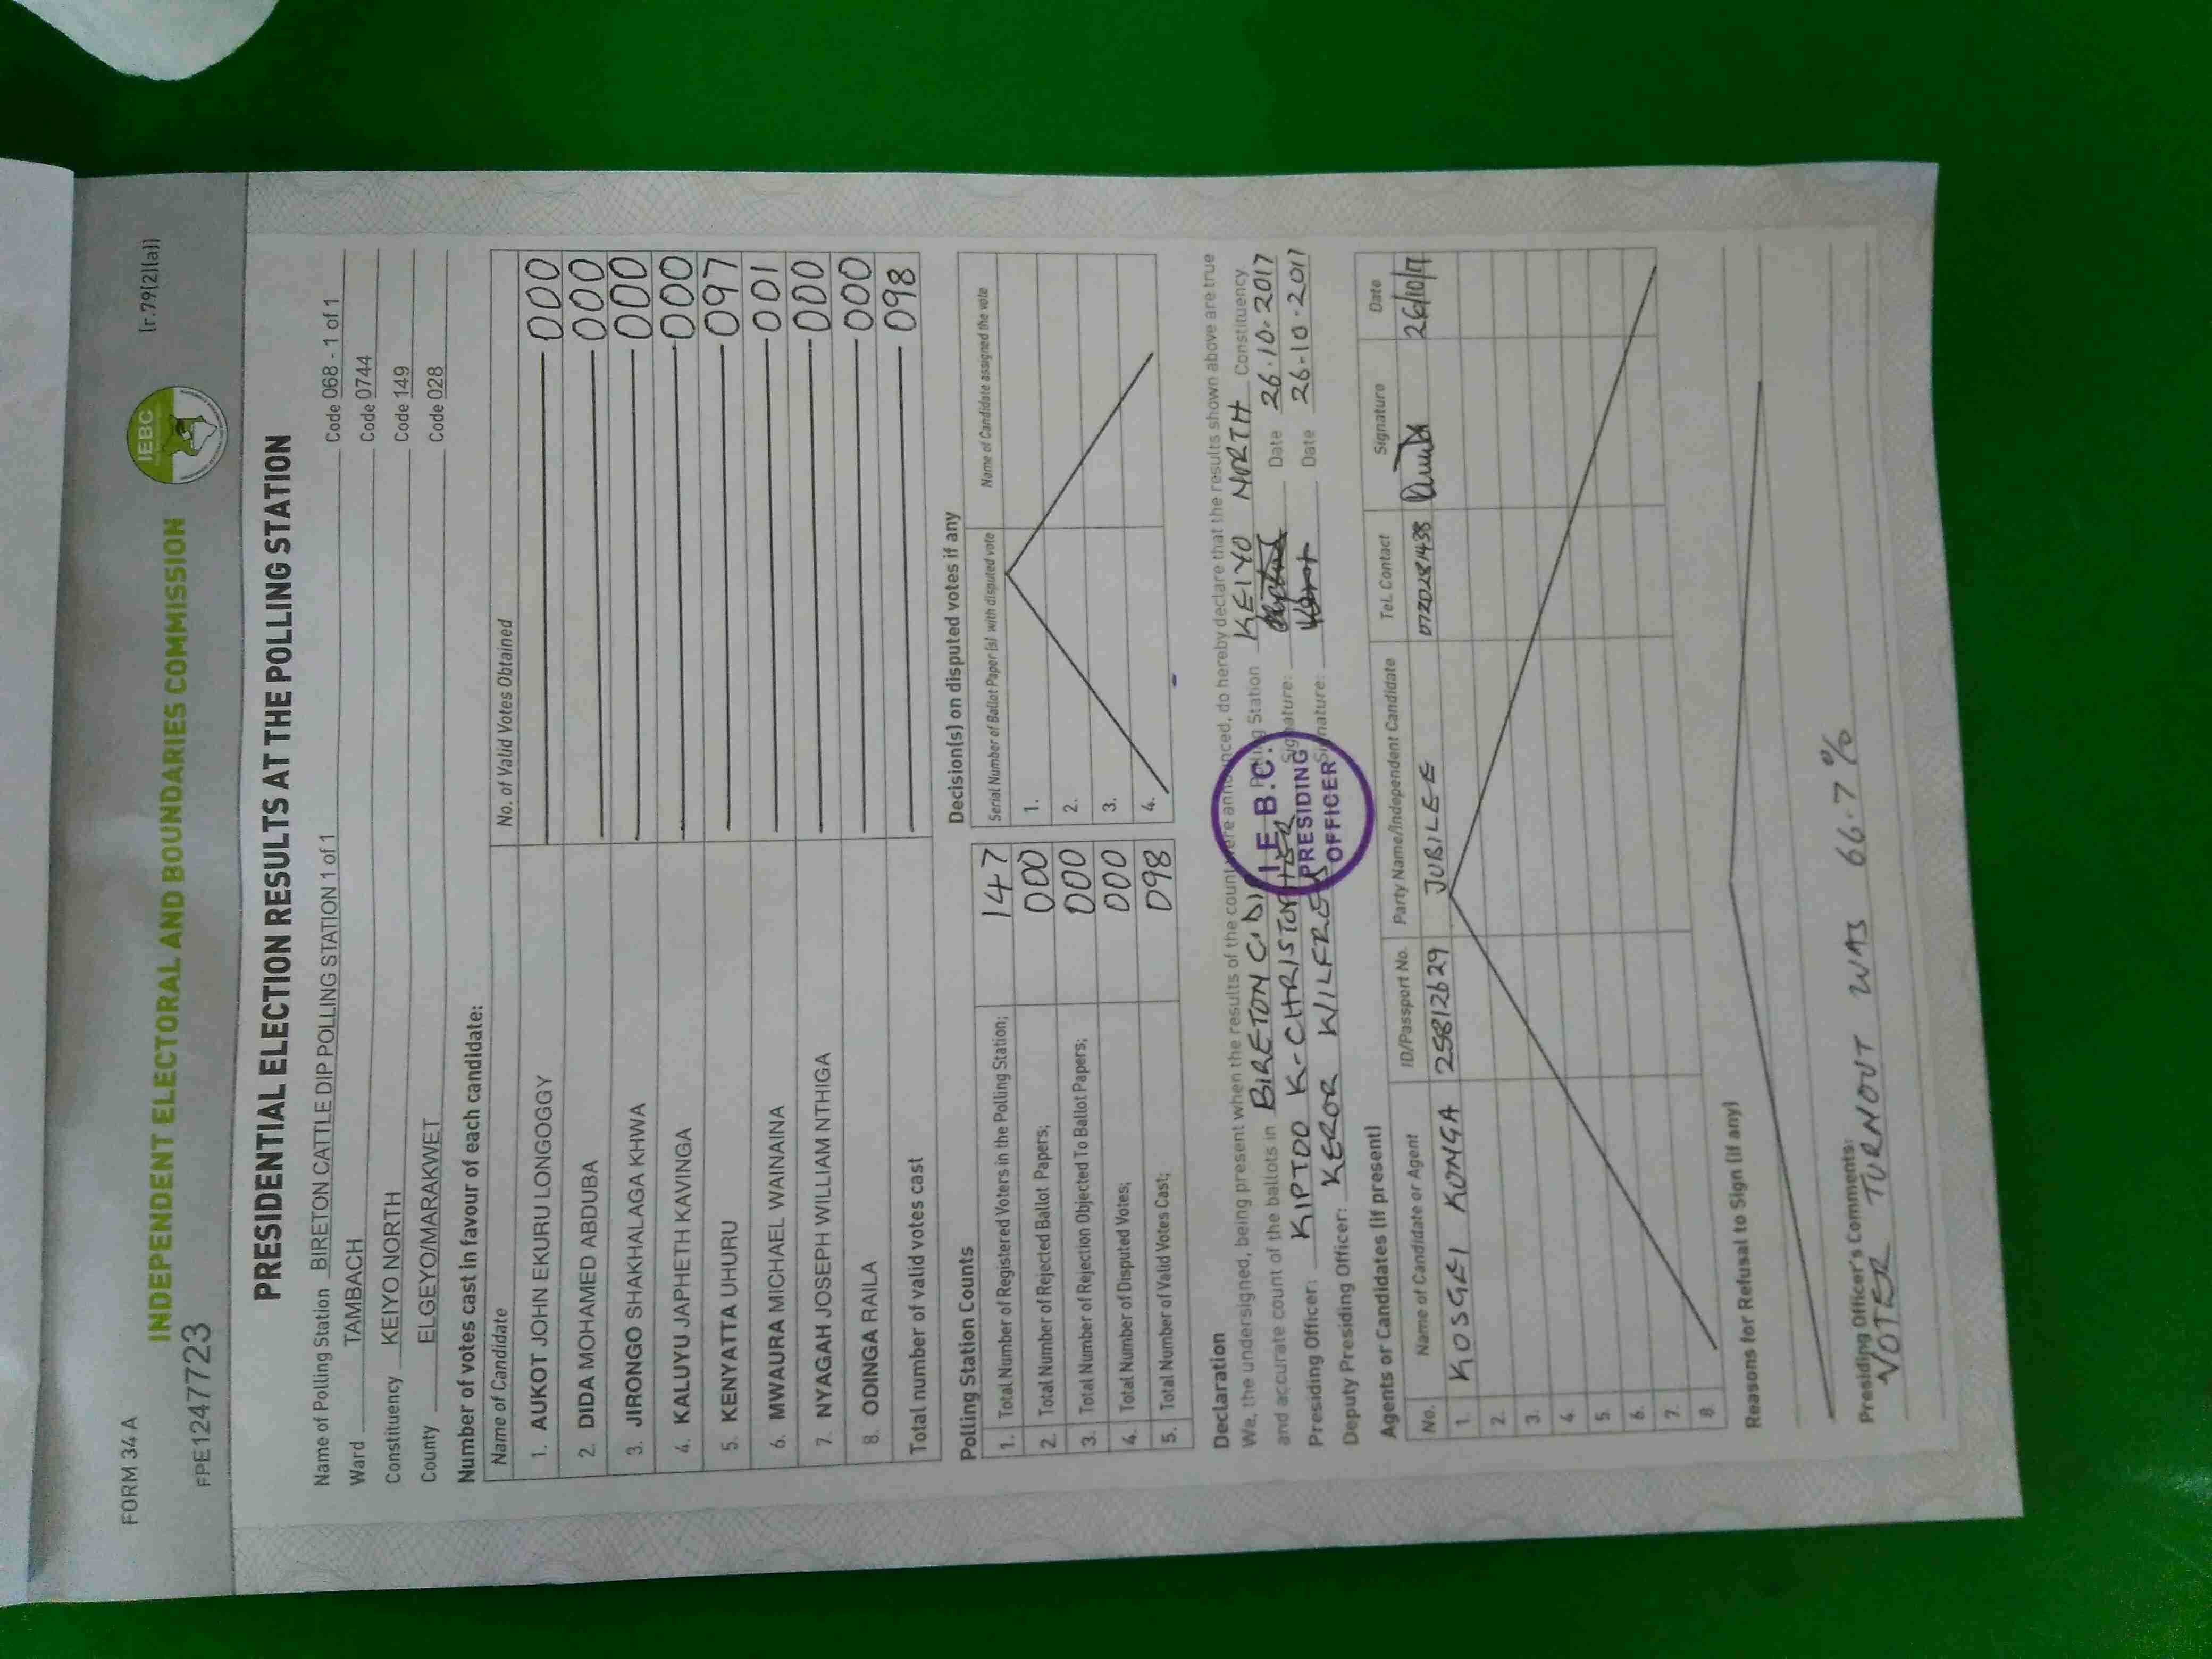 FORM 34 A
[r.79(2)(a)]
INDEPENDENT ELECTORAL AND BOUNDARIES COMMISSION
IEBC
FPE1247723
PRESIDENTIAL ELECTION RESULTS AT THE POLLING STATION
Name of Polling Station BIRETON CATTLE DIP POLLING STATION 1 of 1 Code 068 - 1 of 1
Ward TAMBACH Code 0744
Constituency KEIYO NORTH Code 149
County ELGEYO/MARAKWET Code 028
Number of votes cast in favour of each candidate:
Name of Candidate No. of Valid Votes Obtained
1. AUKOT JOHN EKURU LONGOGGY 000
2. DIDA MOHAMED ABDUBA 000
3. JIRONGO SHAKHALAGA KHWA 000
4. KALUYU JAPHETH KAVINGA 000
5. KENYATTA UHURU 097
6. MWAURA MICHAEL WAINAINA 001
7. NYAGAH JOSEPH WILLIAM NTHIGA 000
8. ODINGA RAILA 000
Total number of valid votes cast 098
Polling Station Counts
1. Total Number of Registered Voters in the Polling Station; 147
2. Total Number of Rejected Ballot Papers; 000
3. Total Number of Rejection Objected To Ballot Papers; 000
4. Total Number of Disputed Votes; 000
5. Total Number of Valid Votes Cast; 098
Decision(s) on disputed votes if any
Serial Number of Ballot Paper (s) with disputed vote Name of Candidate assigned the vote
1.
2.
3.
4.
Declaration
We, the undersigned, being present when the results of the count were announced, do hereby declare that the results shown above are true
and accurate count of the ballots in BIRETON C/DIP Polling Station KEIYO NORTH Constituency
Presiding Officer: KIPTOO K. CHRISTOPHER Signature: Date 26.10.2017
Deputy Presiding Officer: KEROR WILFRED Signature: Date 26-10-2017
I.E.B.C.
PRESIDING
OFFICER
Agents or Candidates (if present)
No. Name of Candidate or Agent ID/Passport No. Party Name/Independent Candidate Tel. Contact Signature Date
1. KOSGEI KONGA 25812629 JUBILEE 0720281438 26/10/17
2.
3.
4.
5.
6.
7.
8.
Reasons for Refusal to Sign (if any)
Presiding Officer's Comments:
VOTER TURNOUT WAS 66.7%